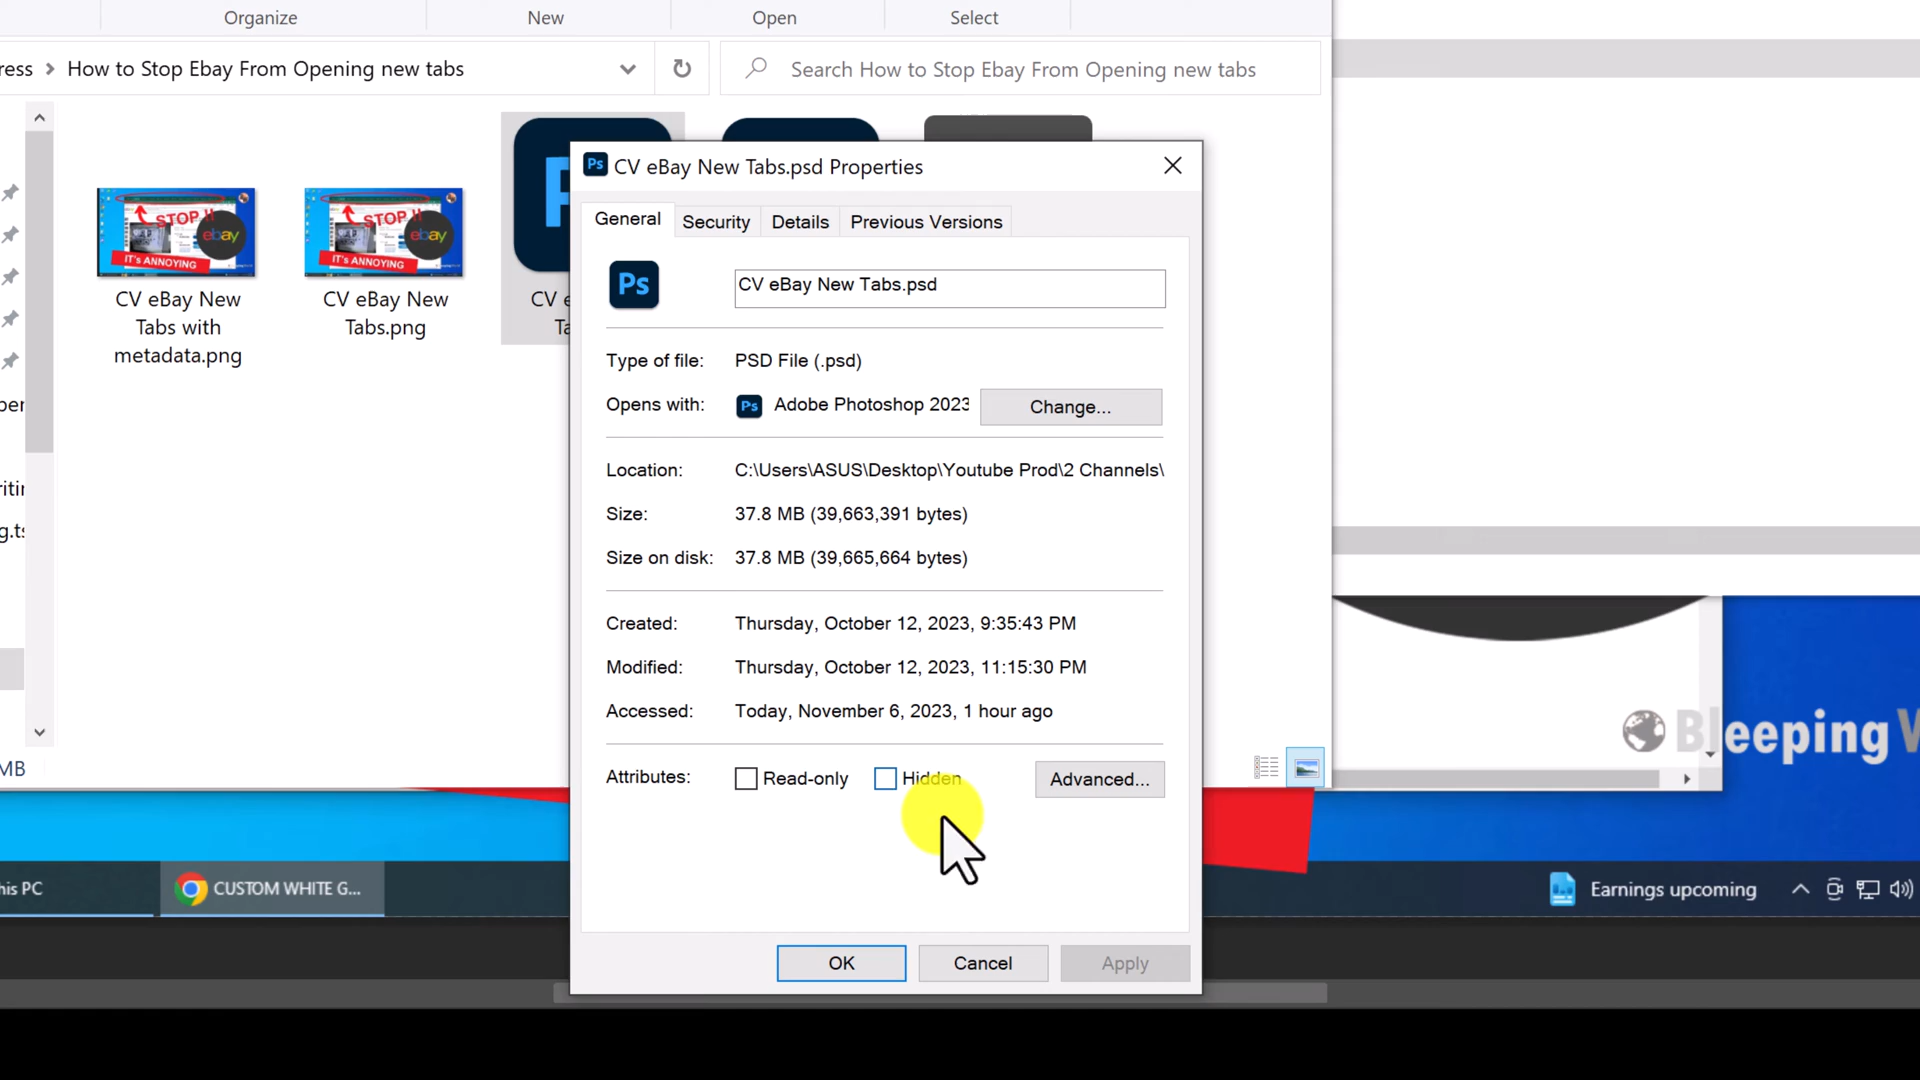 Organize
New
Open
Select
ress > How to Stop Ebay From Opening new tabs
Search How to Stop Ebay From Opening new tabs
STOP !!
ebay
IT's ANNOYING
CV eBay New
Tabs with
metadata.png
STOP !!
ebay
IT's ANNOYING
CV eBay New
Tabs.png
Ps CV eBay New Tabs.psd Properties
General
Security
Details
Previous Versions
Ps
CV eBay New Tabs.psd
Type of file: PSD File (.psd)
Opens with: Ps Adobe Photoshop 2023
Change...
Location: C:\Users\ASUS\Desktop\Youtube Prod\2 Channels\
Size: 37.8 MB (39,663,391 bytes)
Size on disk: 37.8 MB (39,665,664 bytes)
Created: Thursday, October 12, 2023, 9:35:43 PM
Modified: Thursday, October 12, 2023, 11:15:30 PM
Accessed: Today, November 6, 2023, 1 hour ago
Attributes: Read-only Hidden
Advanced...
OK
Cancel
Apply
MB
Bleeping W
his PC
CUSTOM WHITE G...
Earnings upcoming